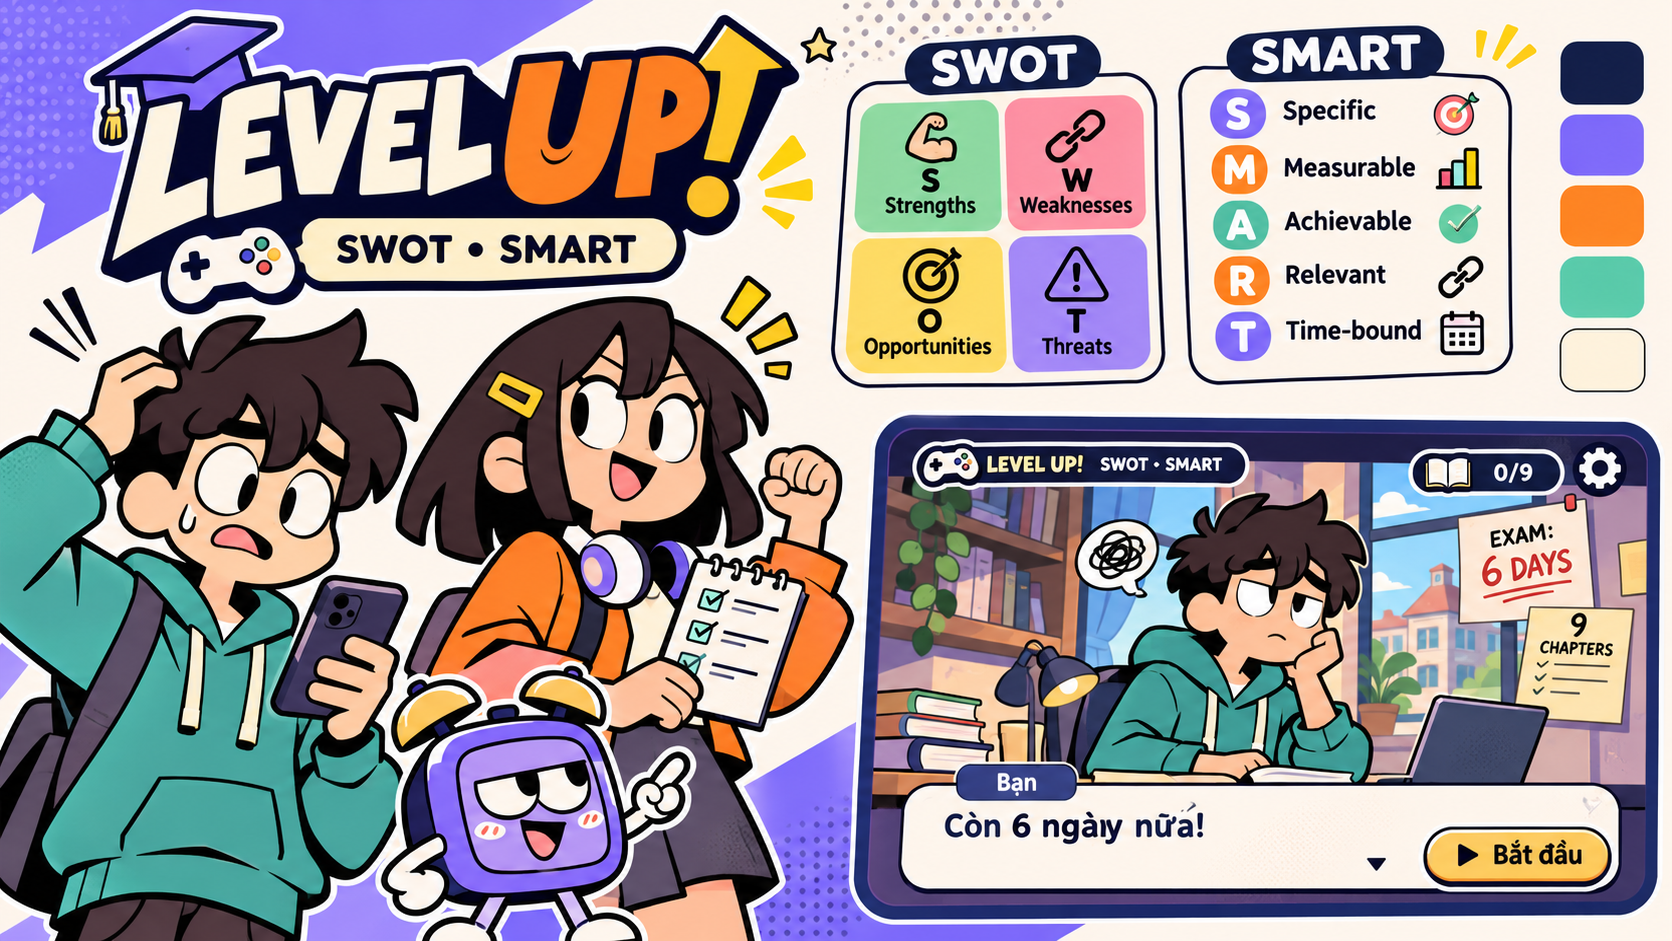 LEVEL UP!
SWOT • SMART
SWOT
S
Strengths
W
Weaknesses
O
Opportunities
T
Threats
SMART
S Specific
M Measurable
A Achievable
R Relevant
T Time-bound
LEVEL UP! SWOT • SMART
0/9
EXAM:
6 DAYS
9
CHAPTERS
Bạn
Còn 6 ngày nữa!
Bắt đầu